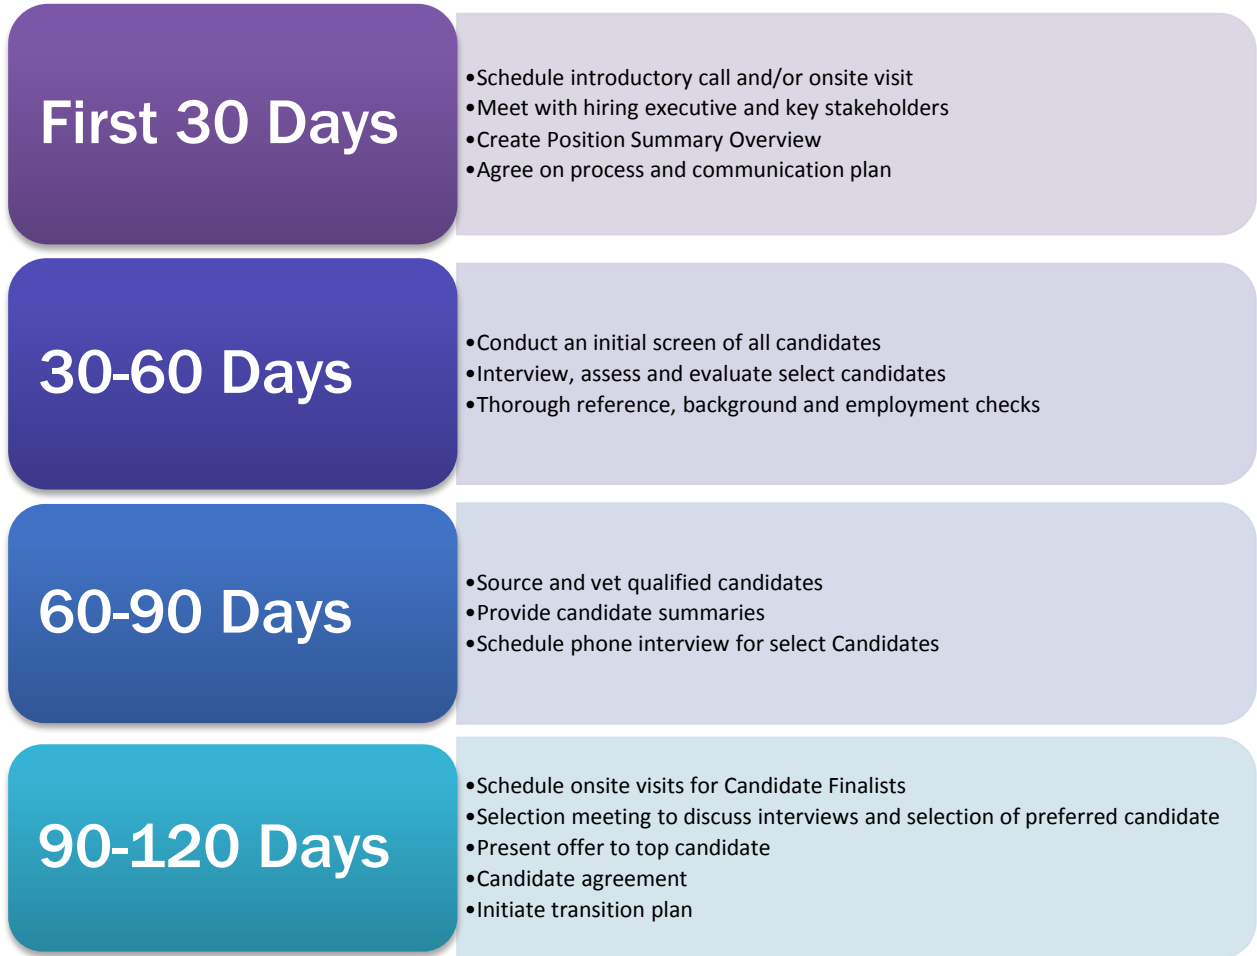 First 30 Days
•Schedule introductory call and/or onsite visit
•Meet with hiring executive and key stakeholders
•Create Position Summary Overview
•Agree on process and communication plan
30-60 Days
•Conduct an initial screen of all candidates
•Interview, assess and evaluate select candidates
•Thorough reference, background and employment checks
60-90 Days
•Source and vet qualified candidates
•Provide candidate summaries
•Schedule phone interview for select Candidates
90-120 Days
•Schedule onsite visits for Candidate Finalists
•Selection meeting to discuss interviews and selection of preferred candidate
•Present offer to top candidate
•Candidate agreement
•Initiate transition plan